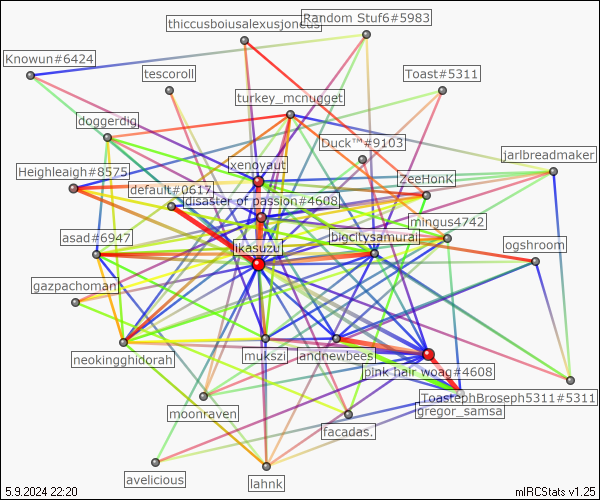 thiccusboiusalexusjoneus
Random Stuf6#5983
Knowun#6424
tescoroll
Toast#5311
turkey_mcnugget
doggerdig
Duck™#9103
jarlbreadmaker
xenoyaut
Heighleaigh#8575
ZeeHonK
default#0617
disaster of passion#4608
mingus4742
asad#6947
bigcitysamurai
ikasuzu
ogshroom
gazpachoman
neokingghidorah
mukszi
andnewbees
pink hair woag#4608
ToastephBroseph5311#5311
moonraven
gregor_samsa
facadas.
avelicious
lahnk
5.9.2024 22:20
mIRCStats v1.25